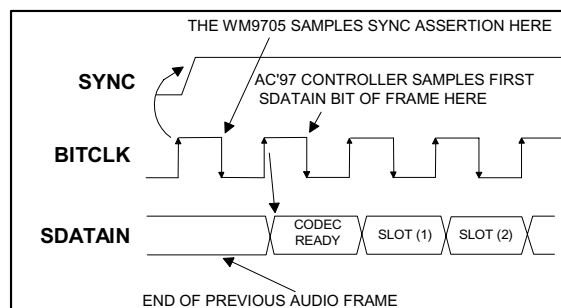 THE WM9705 SAMPLES SYNC ASSERTION HERE
SYNC
AC'97 CONTROLLER SAMPLES FIRST
SDATAIN BIT OF FRAME HERE
BITCLK
SDATAIN
CODEC
READY
SLOT (1)
SLOT (2)
END OF PREVIOUS AUDIO FRAME